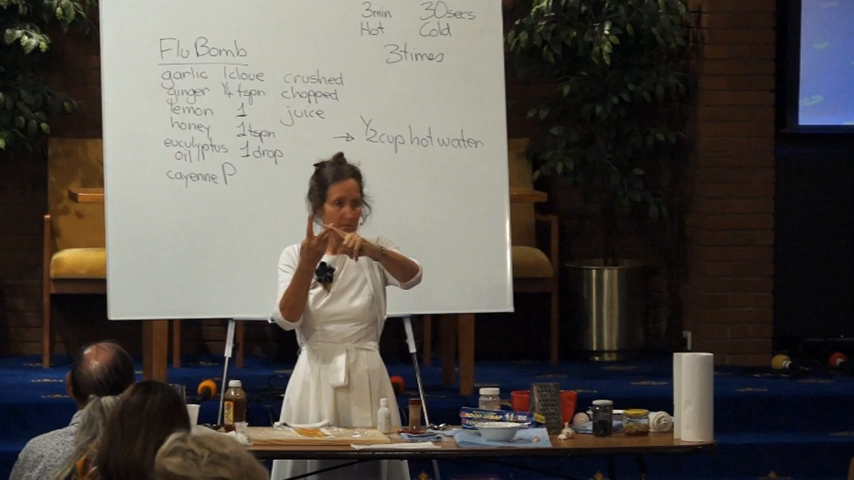 3min 30secs
Hot Cold
3times
Flu Bomb
garlic 1clove crushed
ginger ¼ tspn chopped
lemon 1 juice
honey 1tspn
→ ½cup hot water
eucylptus 1drop
oil
cayenne P